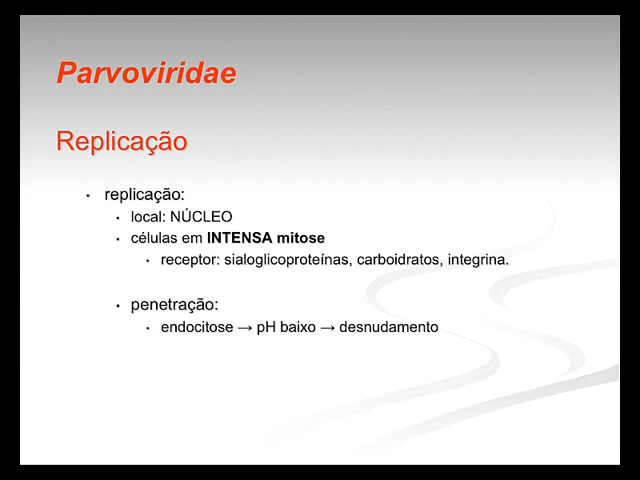 Parvoviridae
Replicação
• replicação:
• local: NÚCLEO
• células em INTENSA mitose
• receptor: sialoglicoproteínas, carboidratos, integrina.
• penetração:
• endocitose → pH baixo → desnudamento